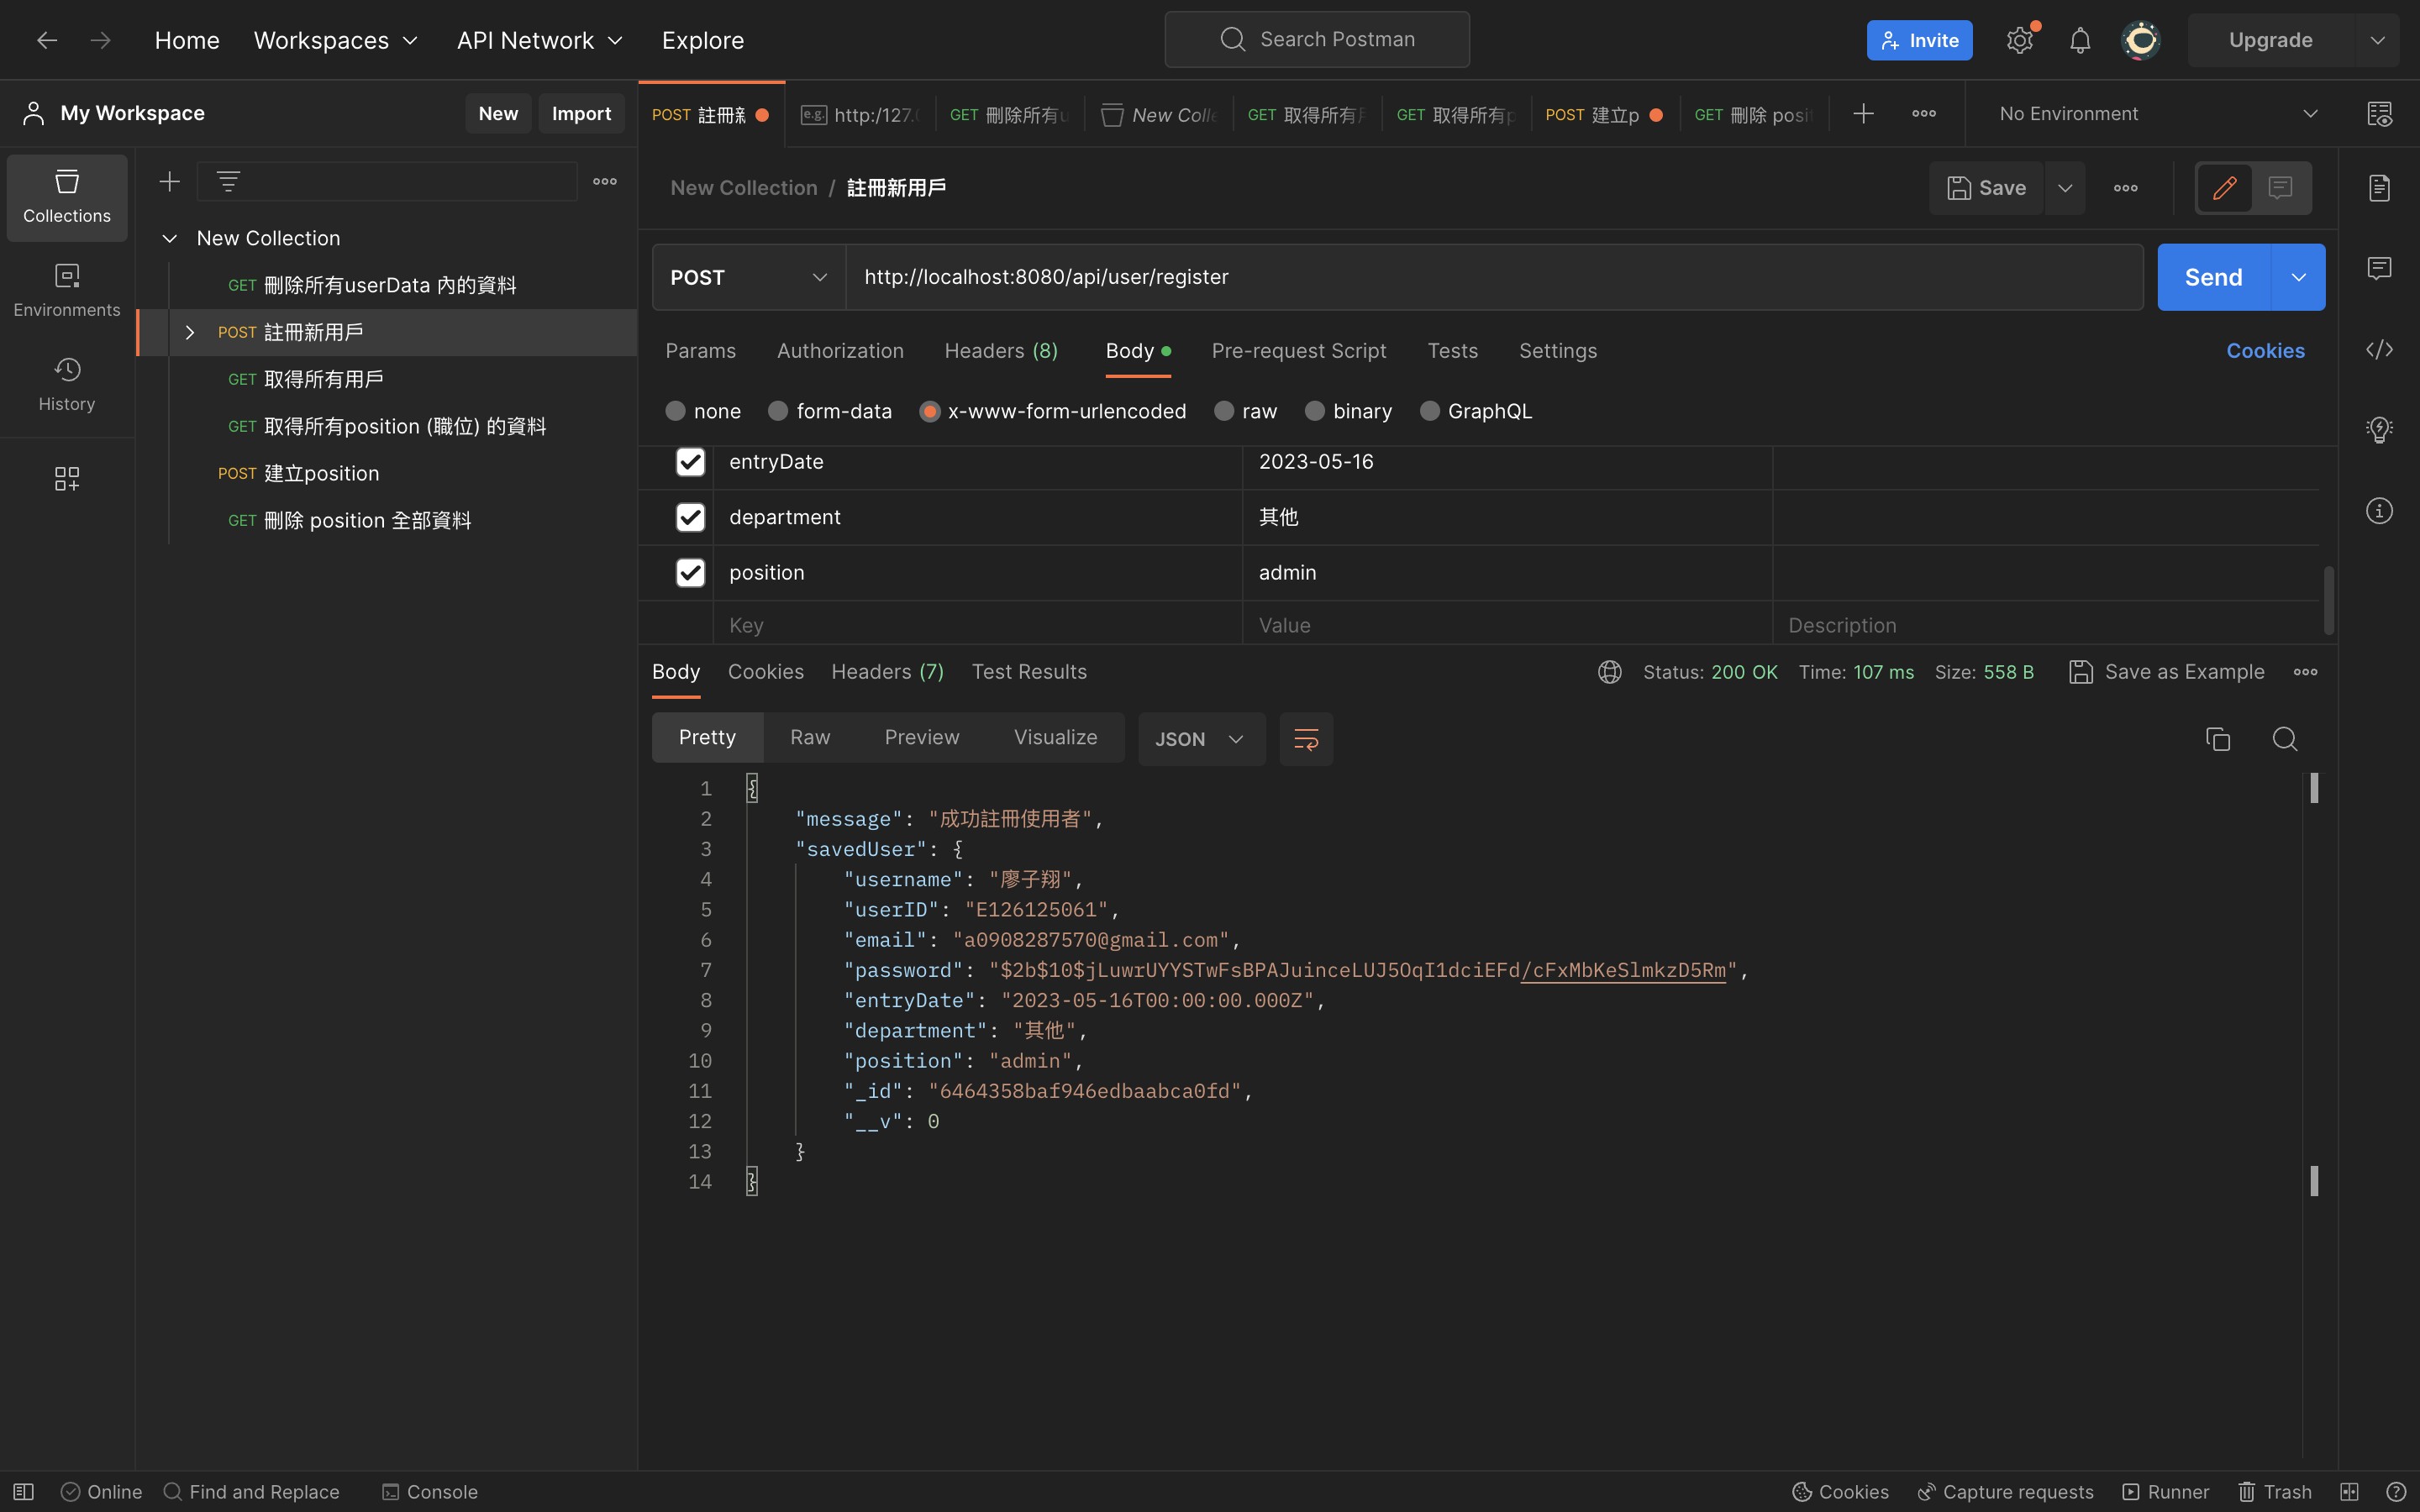 Home Workspaces API Network Explore Search Postman Invite Upgrade
My Workspace New Import
POST 註冊新 e.g. http:/127. GET 刪除所有u New Colle GET 取得所有 GET 取得所有p POST 建立p GET 刪除 posit No Environment
Collections
Environments
History
New Collection
GET 刪除所有userData 內的資料
POST 註冊新用戶
GET 取得所有用戶
GET 取得所有position (職位) 的資料
POST 建立position
GET 刪除 position 全部資料
New Collection / 註冊新用戶 Save
POST http://localhost:8080/api/user/register Send
Params Authorization Headers (8) Body Pre-request Script Tests Settings Cookies
none form-data x-www-form-urlencoded raw binary GraphQL
entryDate 2023-05-16
department 其他
position admin
Key Value Description
Body Cookies Headers (7) Test Results Status: 200 OK Time: 107 ms Size: 558 B Save as Example
Pretty Raw Preview Visualize JSON
1 {
2 "message": "成功註冊使用者",
3 "savedUser": {
4 "username": "廖子翔",
5 "userID": "E126125061",
6 "email": "a0908287570@gmail.com",
7 "password": "$2b$10$jLuwrUYYSTwFsBPAJuinceLUJ5OqI1dciEFd/cFxMbKeSlmkzD5Rm",
8 "entryDate": "2023-05-16T00:00:00.000Z",
9 "department": "其他",
10 "position": "admin",
11 "_id": "6464358baf946edbaabca0fd",
12 "__v": 0
13 }
14 }
Online Find and Replace Console Cookies Capture requests Runner Trash